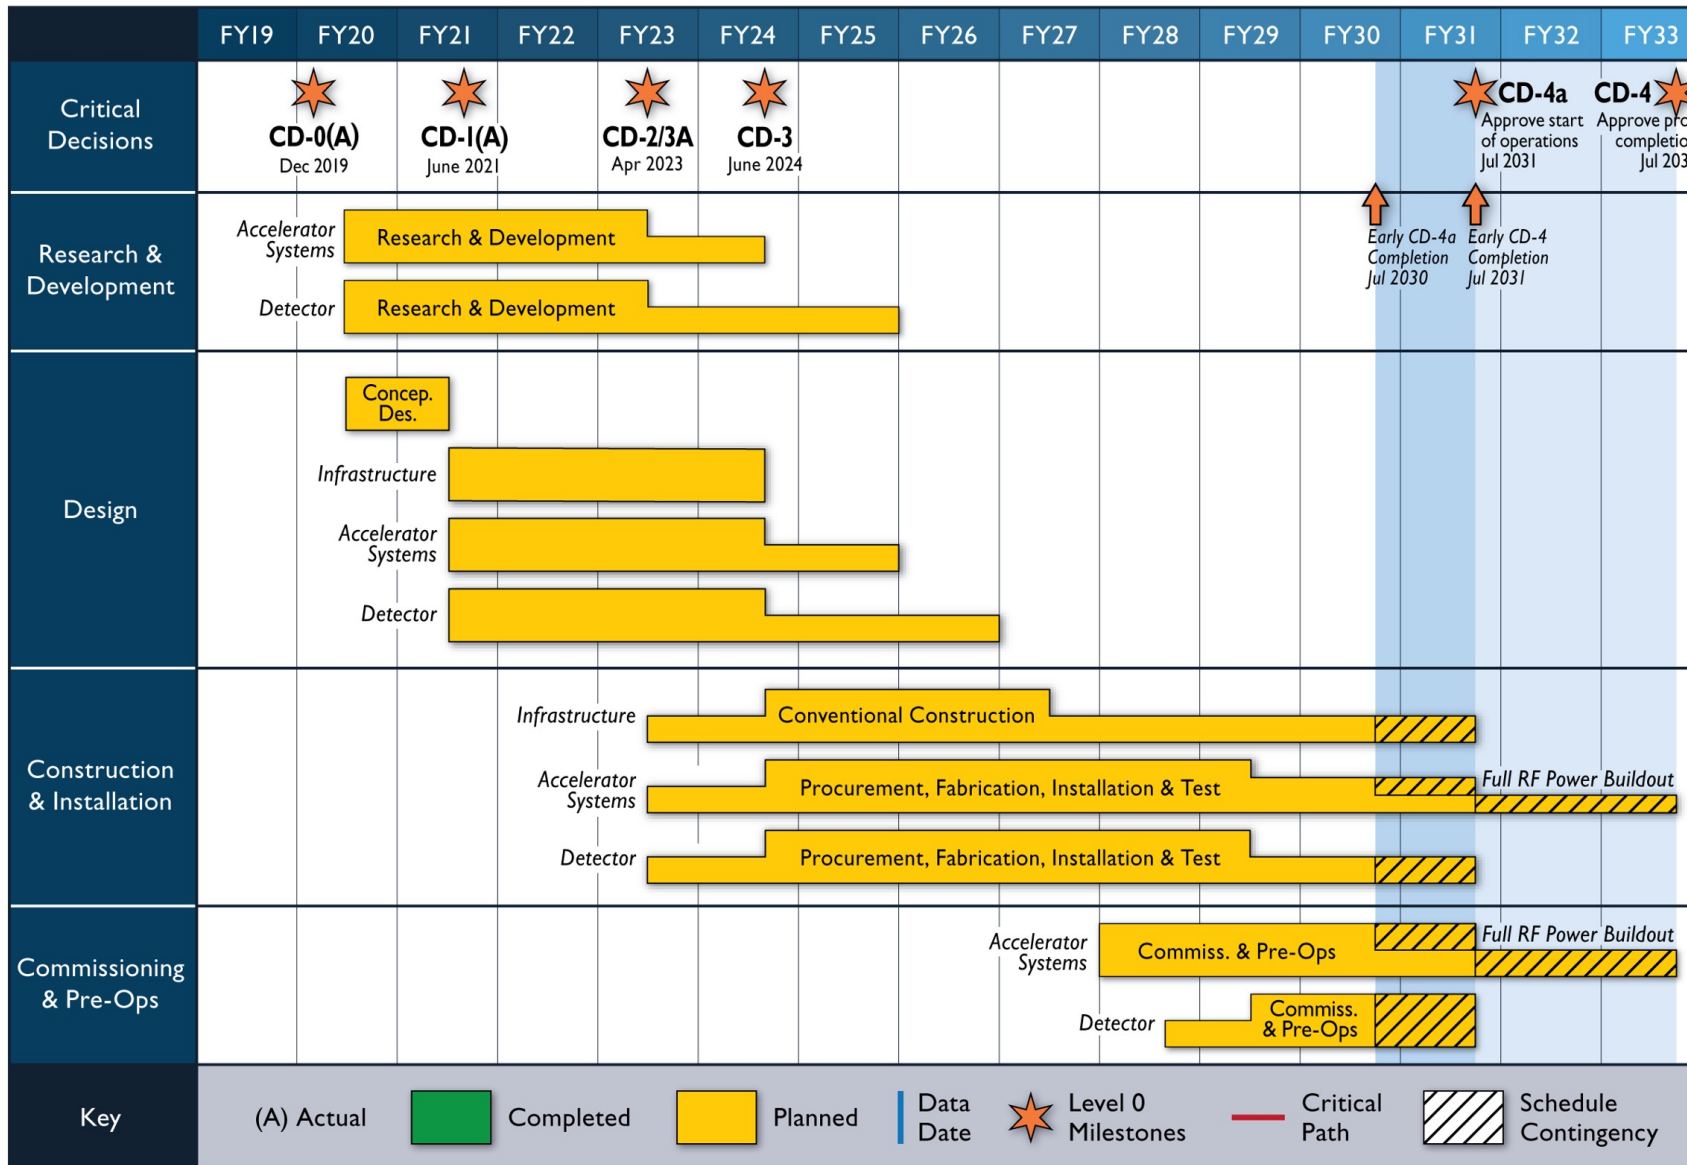 FY19 FY20 FY21 FY22 FY23 FY24 FY25 FY26 FY27 FY28 FY29 FY30 FY31 FY32 FY33
Critical
Decisions
CD-0(A)
Dec 2019
CD-1(A)
June 2021
CD-2/3A
Apr 2023
CD-3
June 2024
CD-4a
Approve start
of operations
Jul 2031
CD-4
Approve
Jul
Research &
Development
Accelerator
Systems
Research & Development
Detector
Research & Development
Early CD-4a
Completion
Jul 2030
Early CD-4
Completion
Jul 2031
Design
Concep.
Des.
Infrastructure
Accelerator
Systems
Detector
Construction
& Installation
Infrastructure
Conventional Construction
Accelerator
Systems
Procurement, Fabrication, Installation & Test
Full RF Power Buildout
Detector
Procurement, Fabrication, Installation & Test
Commissioning
& Pre-Ops
Accelerator
Systems
Commiss. & Pre-Ops
Full RF Power Buildout
Detector
Commiss.
& Pre-Ops
Key
(A) Actual
Completed
Planned
Data
Date
Level 0
Milestones
Critical
Path
Schedule
Contingency